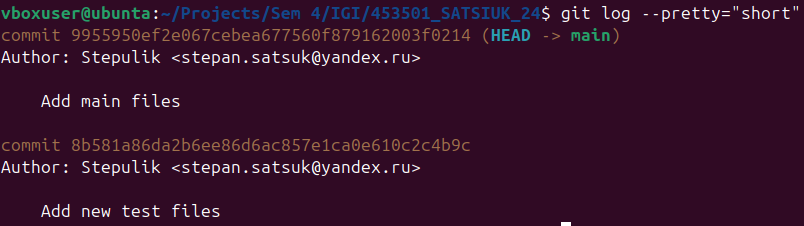 vboxuser@ubunta:~/Projects/Sem 4/IGI/453501_VBATSIUK_24$ git log --pretty="short"
commit 9955950ef2e067cebea677560f879162003f0214 (HEAD -> main)
Author: Stepulik <stepan.satsuk@yandex.ru>
Add main files
commit 8b581a86da2b6ee86d6ac857e1ca0e610c2c4b9c
Author: Stepulik <stepan.satsuk@yandex.ru>
Add new test files